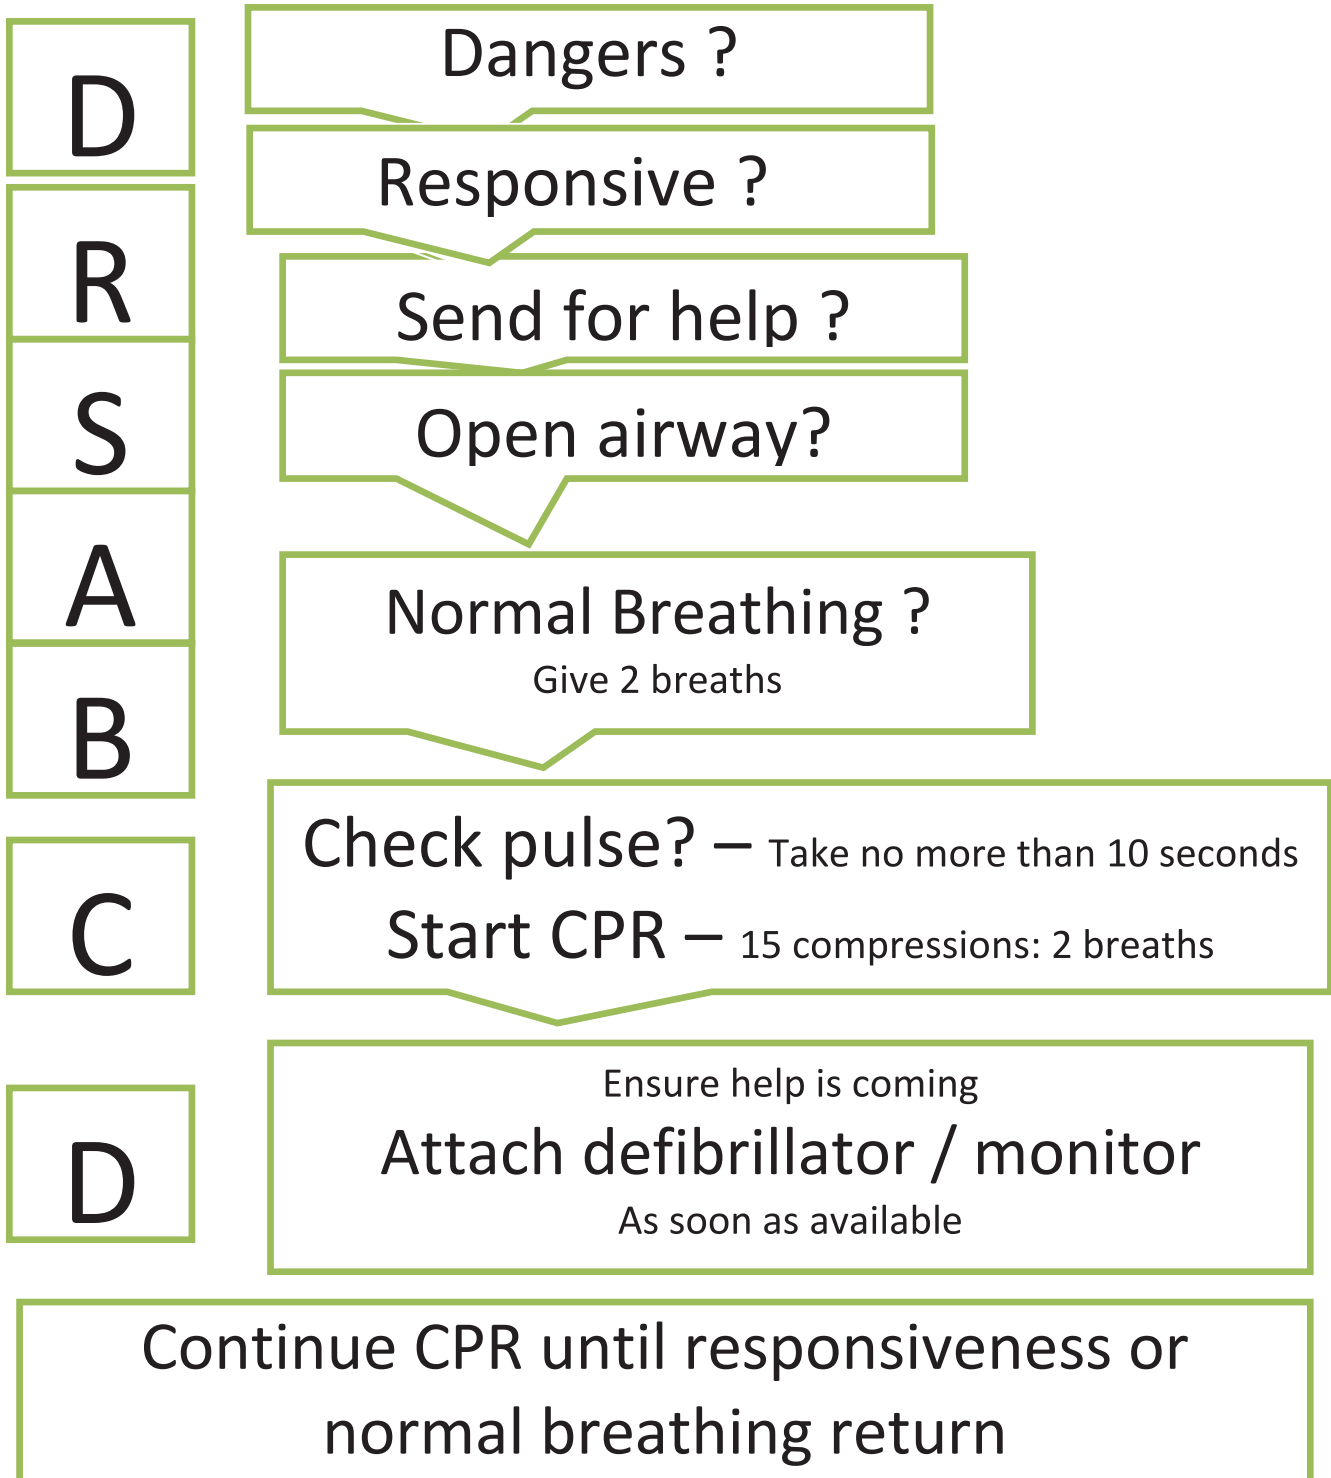 D
Dangers ?
R
Responsive ?
S
Send for help ?
A
Open airway?
B
Normal Breathing ?
Give 2 breaths
C
Check pulse? – Take no more than 10 seconds
Start CPR – 15 compressions: 2 breaths
D
Ensure help is coming
Attach defibrillator / monitor
As soon as available
Continue CPR until responsiveness or
normal breathing return